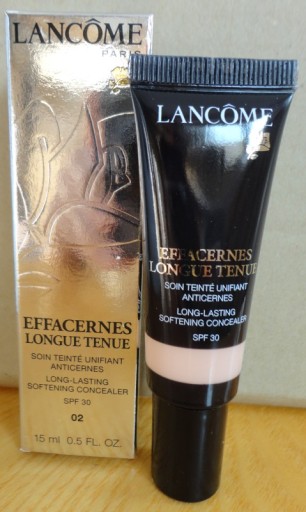 LANCÔME
PARIS
EFFACERNES
LONGUE TENUE
SOIN TEINTÉ UNIFIANT
ANTICERNES
LONG-LASTING
SOFTENING CONCEALER
SPF 30
02
15 ml 0.5 FL. OZ.
LANCÔME
EFFACERNES
LONGUE TENUE
SOIN TEINTÉ UNIFIANT
ANTICERNES
LONG-LASTING
SOFTENING CONCEALER
SPF 30